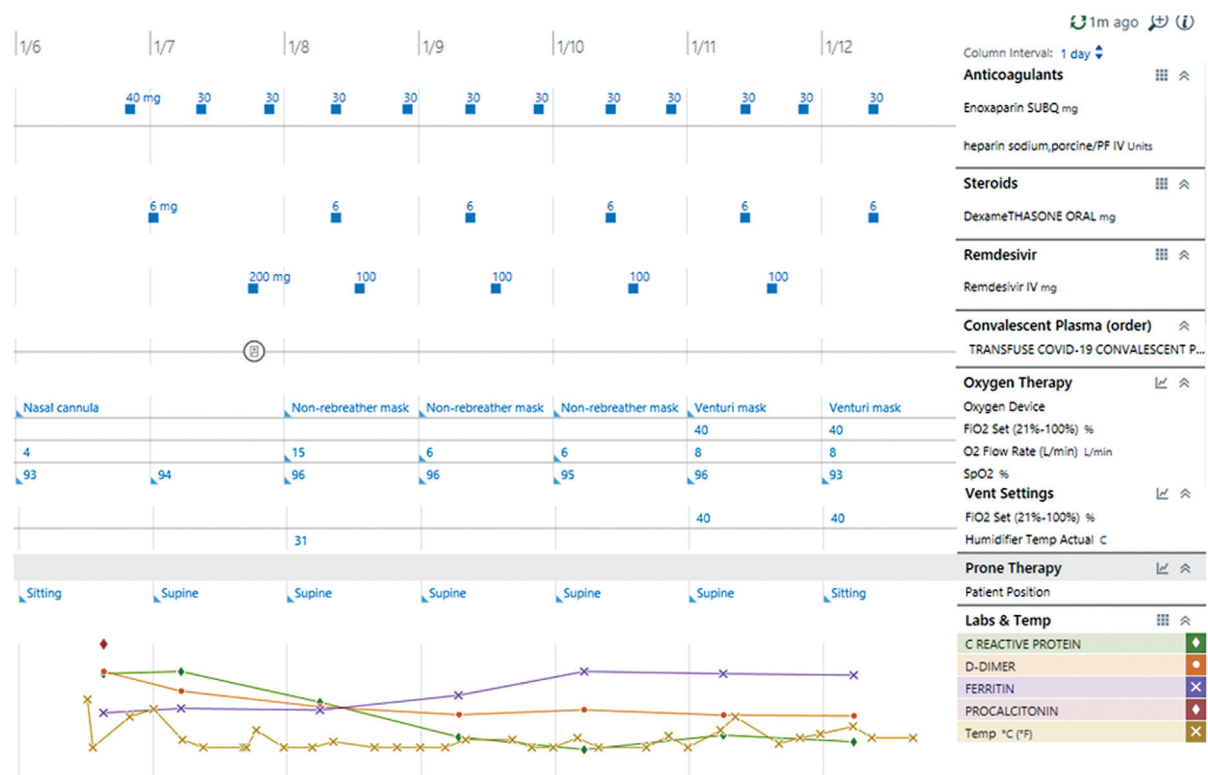 1m ago
1/6 1/7 1/8 1/9 1/10 1/11 1/12
Column Interval: 1 day
Anticoagulants
40 mg 30 30 30 30 30 30 30 30 30 30 30
Enoxaparin SUBQ mg
heparin sodium,porcine/PF IV Units
Steroids
6 mg 6 6 6 6 6
DexameTHASONE ORAL mg
Remdesivir
200 mg 100 100 100 100
Remdesivir IV mg
Convalescent Plasma (order)
TRANSFUSE COVID-19 CONVALESCENT P...
Oxygen Therapy
Nasal cannula Non-rebreather mask Non-rebreather mask Non-rebreather mask Venturi mask Venturi mask
Oxygen Device
40 40
FiO2 Set (21%-100%) %
4 15 6 6 8 8
O2 Flow Rate (L/min) L/min
93 94 96 96 95 96 93
SpO2 %
Vent Settings
40 40
FiO2 Set (21%-100%) %
31
Humidifier Temp Actual C
Prone Therapy
Sitting Supine Supine Supine Supine Supine Sitting
Patient Position
Labs & Temp
C REACTIVE PROTEIN
D-DIMER
FERRITIN
PROCALCITONIN
Temp °C (°F)